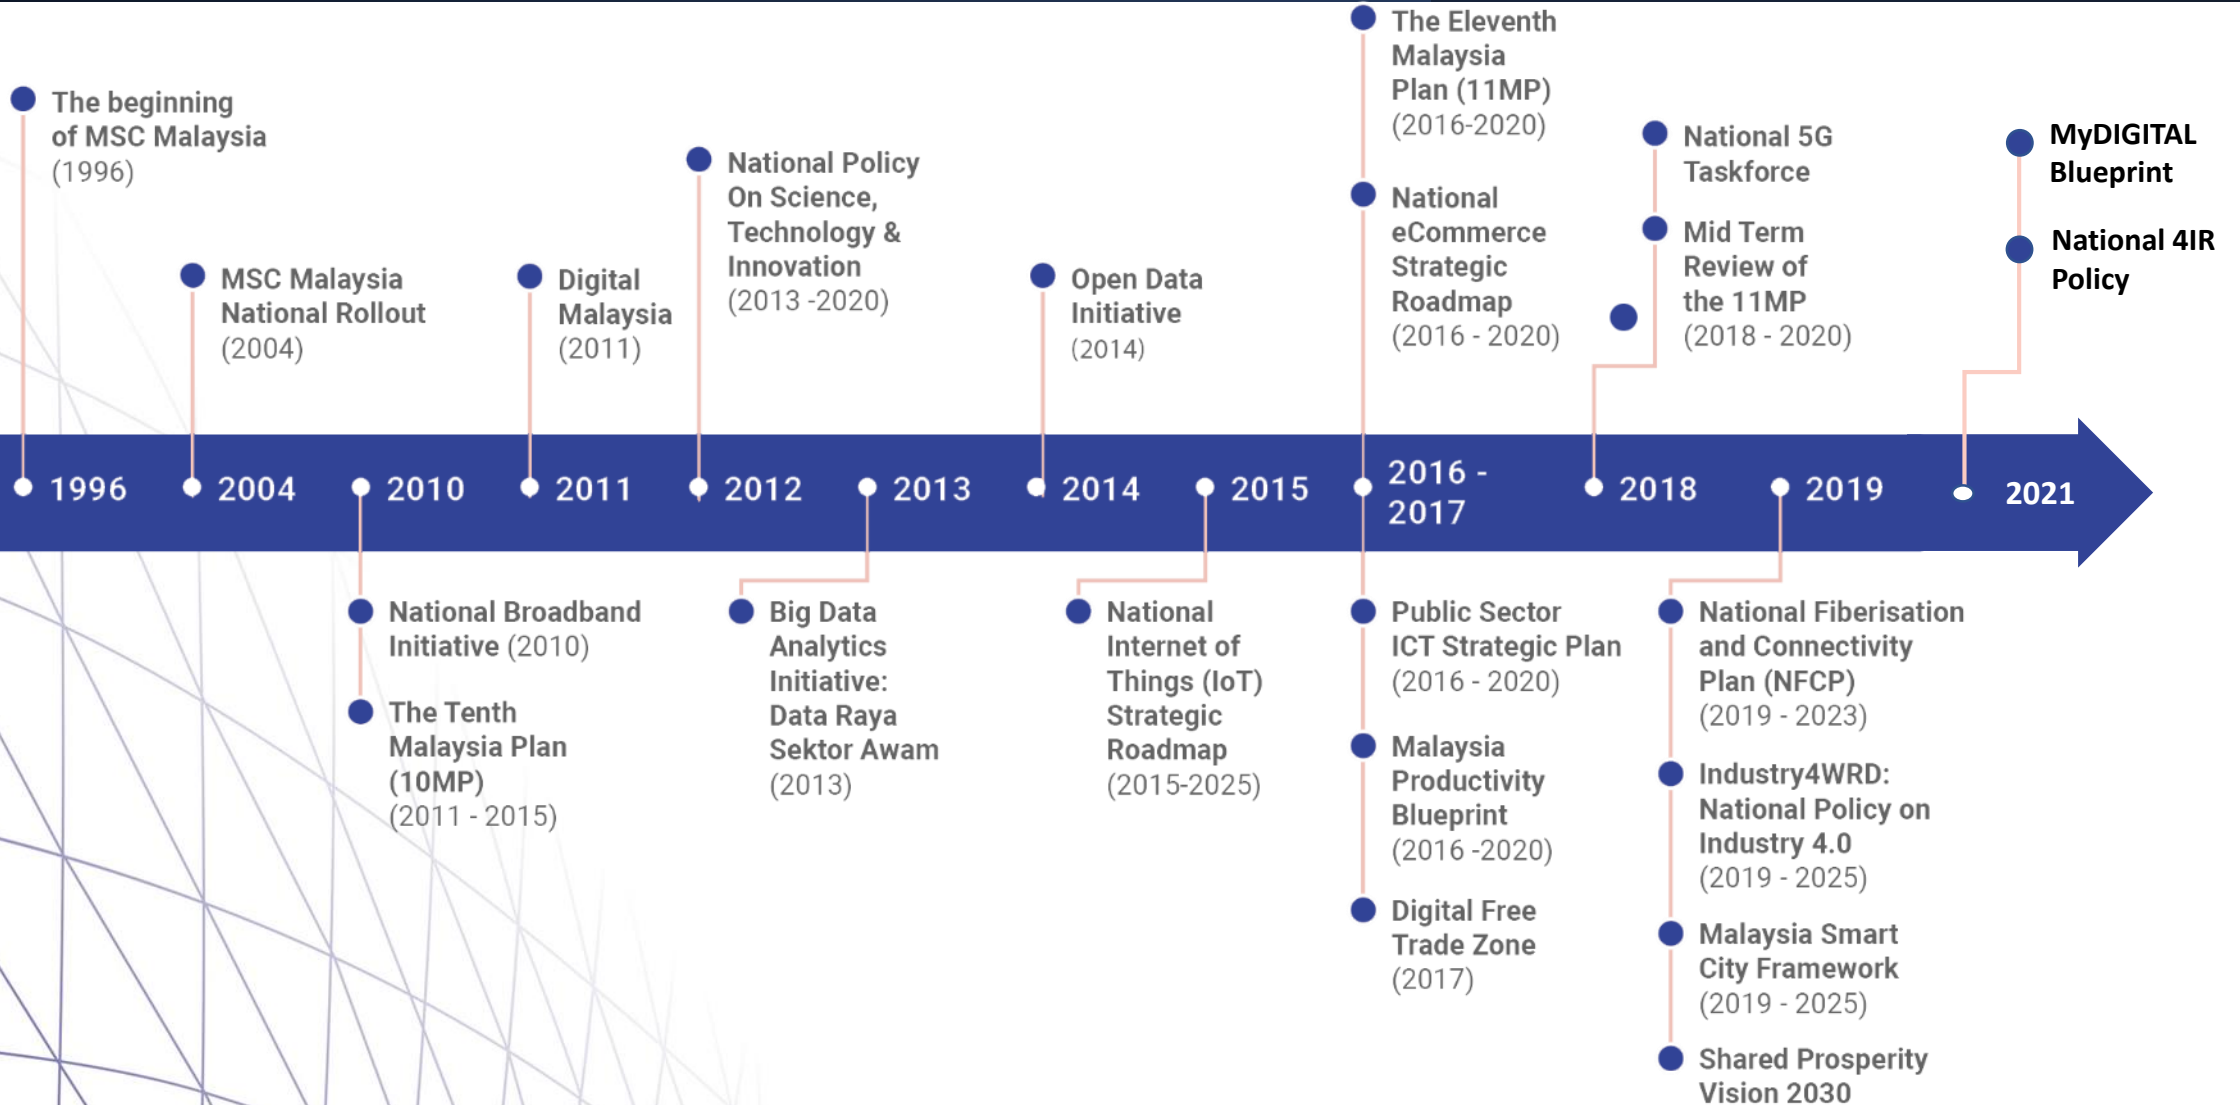 The beginning
of MSC Malaysia
(1996)
MSC Malaysia
National Rollout
(2004)
Digital
Malaysia
(2011)
National Policy
On Science,
Technology &
Innovation
(2013 -2020)
Open Data
Initiative
(2014)
The Eleventh
Malaysia
Plan (11MP)
(2016-2020)
National
eCommerce
Strategic
Roadmap
(2016 - 2020)
National 5G
Taskforce
Mid Term
Review of
the 11MP
(2018 - 2020)
MyDIGITAL
Blueprint
National 4IR
Policy
1996
2004
2010
2011
2012
2013
2014
2015
2016 -
2017
2018
2019
2021
National Broadband
Initiative (2010)
The Tenth
Malaysia Plan
(10MP)
(2011 - 2015)
Big Data
Analytics
Initiative:
Data Raya
Sektor Awam
(2013)
National
Internet of
Things (IoT)
Strategic
Roadmap
(2015-2025)
Public Sector
ICT Strategic Plan
(2016 - 2020)
Malaysia
Productivity
Blueprint
(2016 -2020)
Digital Free
Trade Zone
(2017)
National Fiberisation
and Connectivity
Plan (NFCP)
(2019 - 2023)
Industry4WRD:
National Policy on
Industry 4.0
(2019 - 2025)
Malaysia Smart
City Framework
(2019 - 2025)
Shared Prosperity
Vision 2030